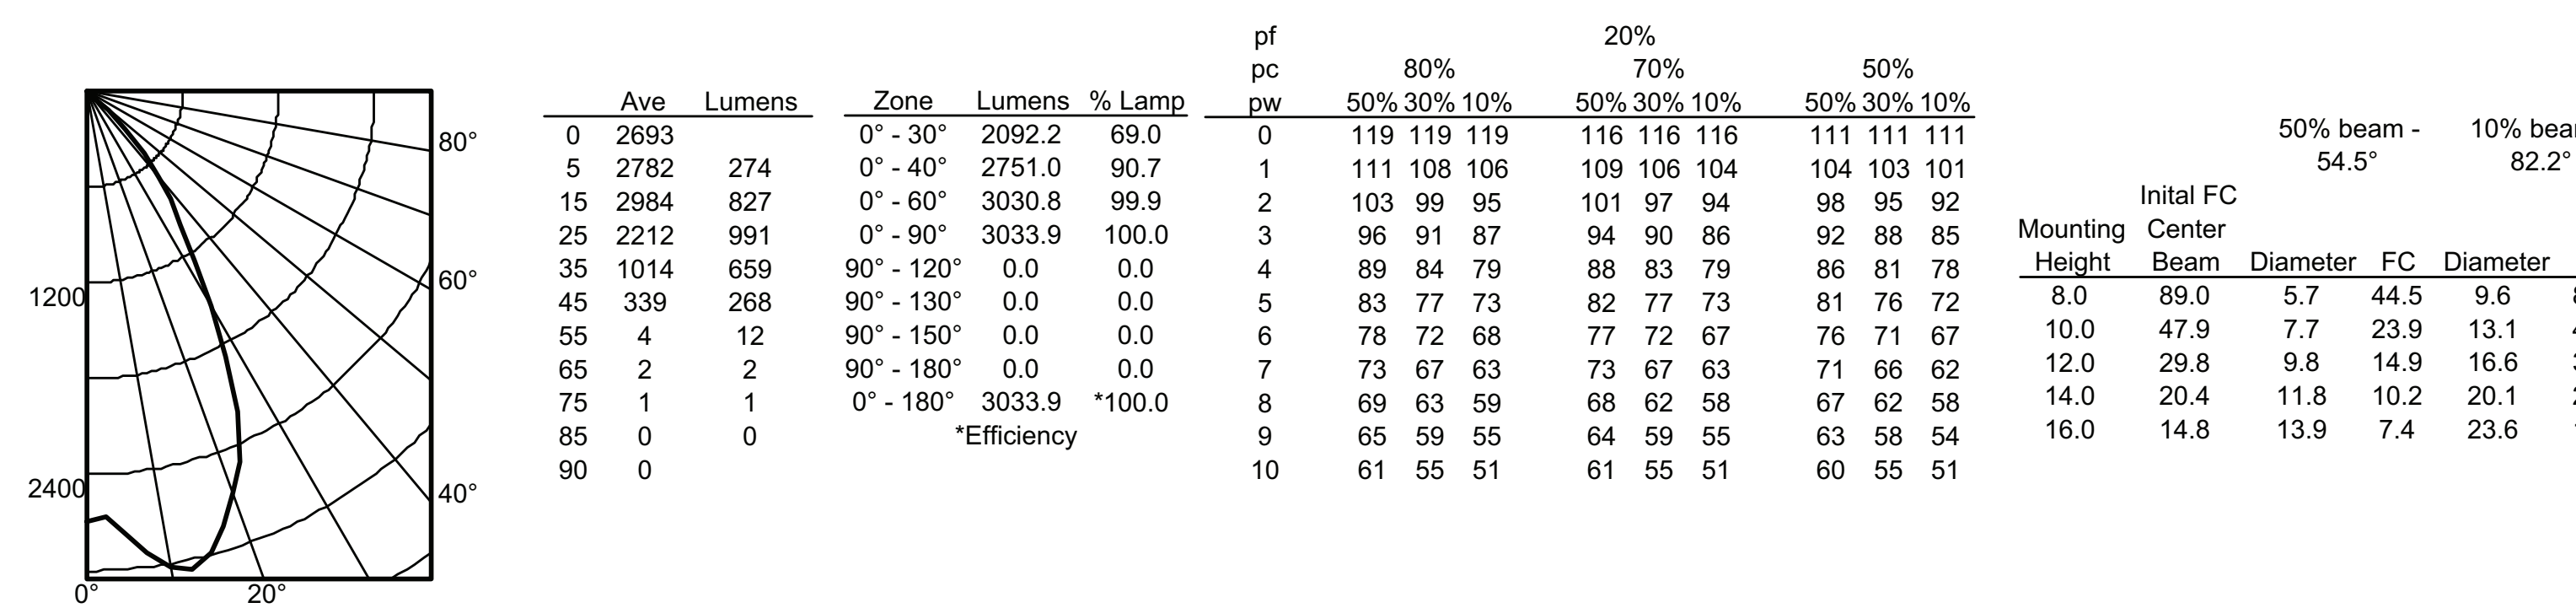 80°
60°
40°
1200
2400
0° 20°
Ave Lumens
0 2693
5 2782 274
15 2984 827
25 2212 991
35 1014 659
45 339 268
55 4 12
65 2 2
75 1 1
85 0 0
90 0
Zone Lumens % Lamp
0° - 30° 2092.2 69.0
0° - 40° 2751.0 90.7
0° - 60° 3030.8 99.9
0° - 90° 3033.9 100.0
90° - 120° 0.0 0.0
90° - 130° 0.0 0.0
90° - 150° 0.0 0.0
90° - 180° 0.0 0.0
0° - 180° 3033.9 *100.0
*Efficiency
pf 20%
pc 80% 70% 50%
pw 50% 30% 10% 50% 30% 10% 50% 30% 10%
0 119 119 119 116 116 116 111 111 111
1 111 108 106 109 106 104 104 103 101
2 103 99 95 101 97 94 98 95 92
3 96 91 87 94 90 86 92 88 85
4 89 84 79 88 83 79 86 81 78
5 83 77 73 82 77 73 81 76 72
6 78 72 68 77 72 67 76 71 67
7 73 67 63 73 67 63 71 66 62
8 69 63 59 68 62 58 67 62 58
9 65 59 55 64 59 55 63 58 54
10 61 55 51 61 55 51 60 55 51
50% beam - 10%
54.5° 82.2°
Inital FC
Mounting Center
Height Beam Diameter FC Diameter
8.0 89.0 5.7 44.5 9.6
10.0 47.9 7.7 23.9 13.1
12.0 29.8 9.8 14.9 16.6
14.0 20.4 11.8 10.2 20.1
16.0 14.8 13.9 7.4 23.6